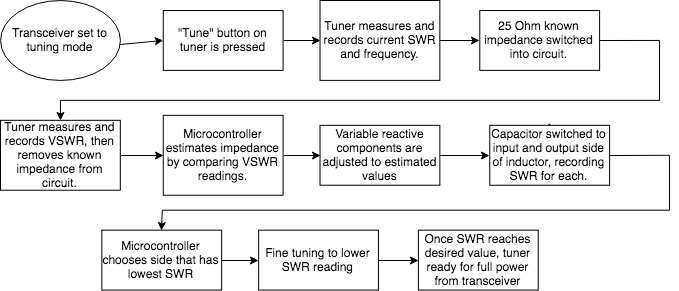 Transceiver set to
tuning mode
"Tune" button on
tuner is pressed
Tuner measures and
records current SWR
and frequency.
25 Ohm known
impedance switched
into circuit.
Tuner measures and
records VSWR, then
removes known
impedance from
circuit.
Microcontroller
estimates impedance
by comparing VSWR
readings.
Variable reactive
components are
adjusted to estimated
values
Capacitor switched to
input and output side
of inductor, recording
SWR for each.
Microcontroller
chooses side that has
lowest SWR
Fine tuning to lower
SWR reading
Once SWR reaches
desired value, tuner
ready for full power
from transceiver